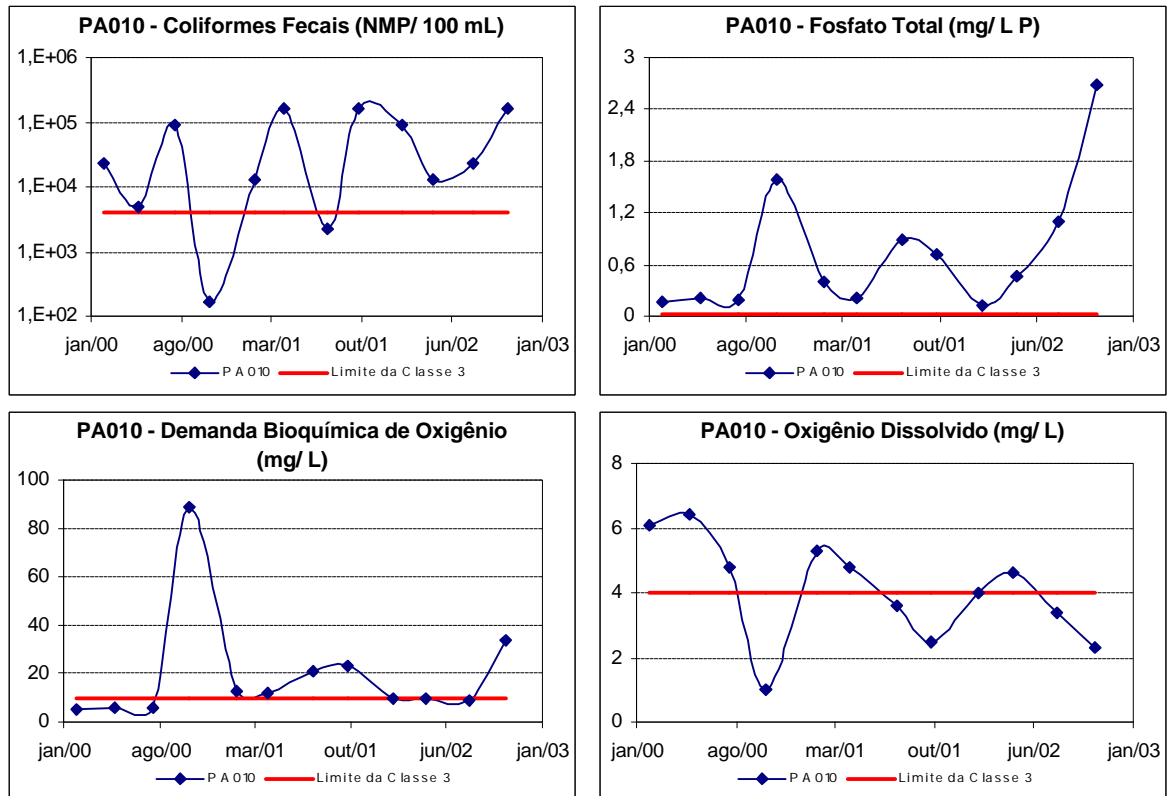 PA010 - Coliformes Fecais (NMP/ 100 mL)
1,E+06
1,E+05
1,E+04
1,E+03
1,E+02
jan/00 ago/00 mar/01 out/01 jun/02 jan/03
PA010 Limite da Classe 3
PA010 - Fosfato Total (mg/ L P)
3
2,4
1,8
1,2
0,6
0
jan/00 ago/00 mar/01 out/01 jun/02 jan/03
PA010 Limite da Classe 3
PA010 - Demanda Bioquímica de Oxigênio
(mg/ L)
100
80
60
40
20
0
jan/00 ago/00 mar/01 out/01 jun/02 jan/03
PA010 Limite da Classe 3
PA010 - Oxigênio Dissolvido (mg/ L)
8
6
4
2
0
jan/00 ago/00 mar/01 out/01 jun/02 jan/03
PA010 Limite da Classe 3